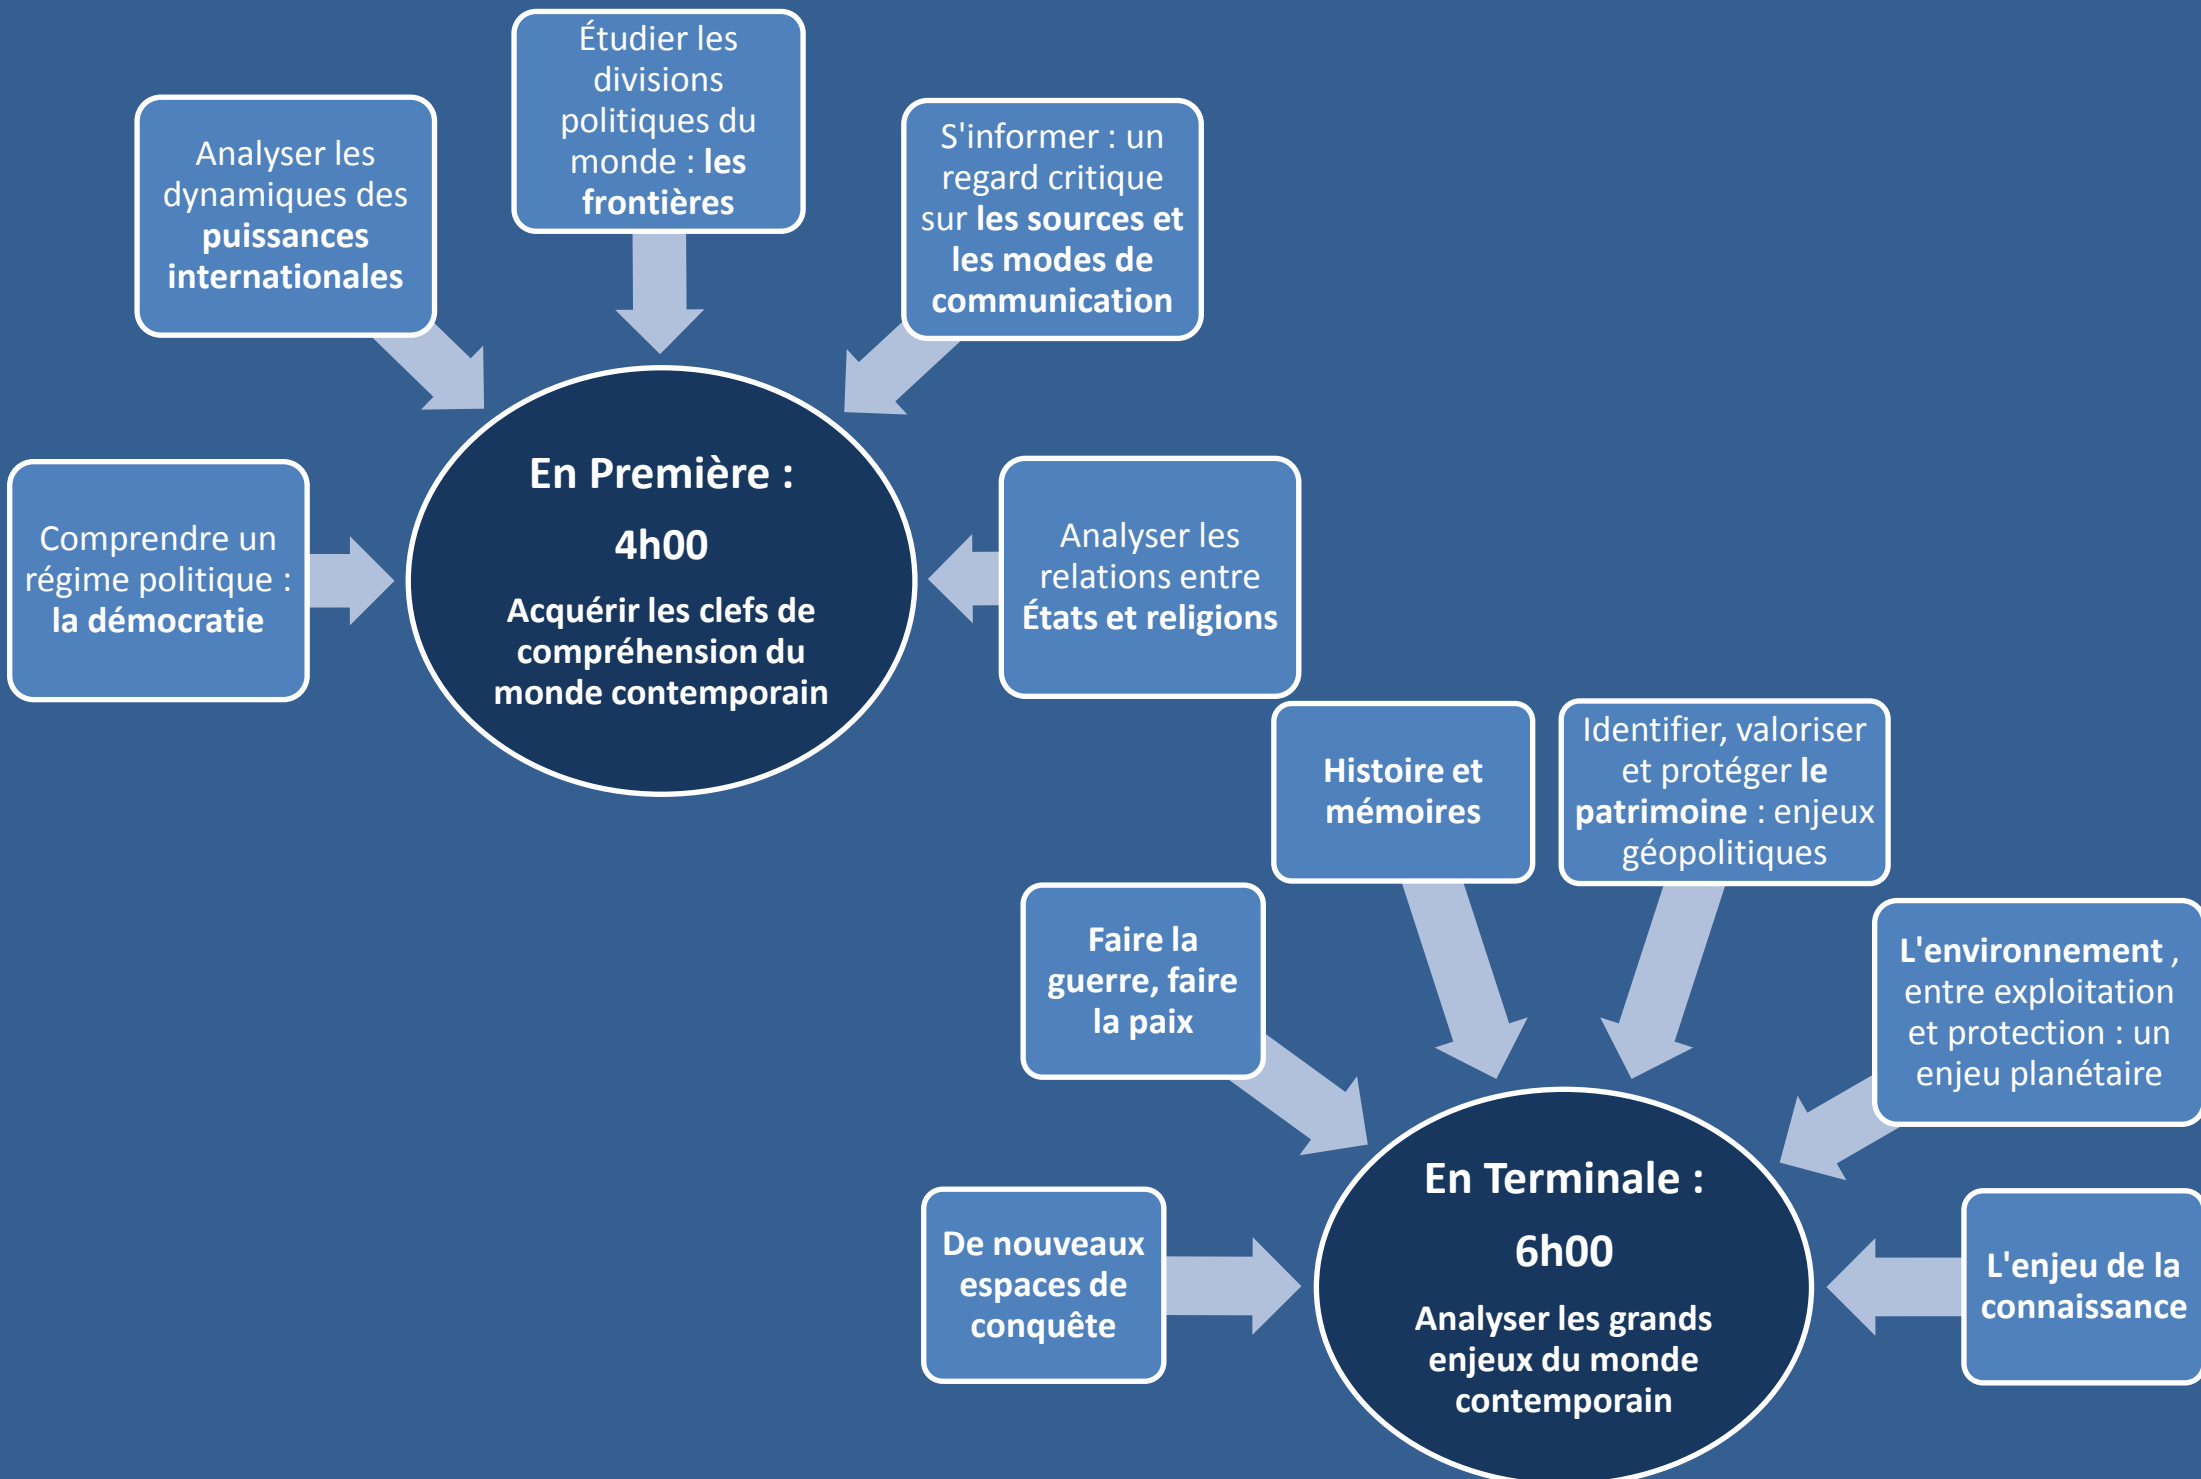 Étudier les
divisions
politiques du
monde : les
frontières
Analyser les
dynamiques des
puissances
internationales
S'informer : un
regard critique
sur les sources et
les modes de
communication
Comprendre un
régime politique :
la démocratie
En Première :
4h00
Acquérir les clefs de
compréhension du
monde contemporain
Analyser les
relations entre
États et religions
Histoire et
mémoires
Identifier, valoriser
et protéger le
patrimoine : enjeux
géopolitiques
Faire la
guerre, faire
la paix
L'environnement ,
entre exploitation
et protection : un
enjeu planétaire
De nouveaux
espaces de
conquête
En Terminale :
6h00
Analyser les grands
enjeux du monde
contemporain
L'enjeu de la
connaissance